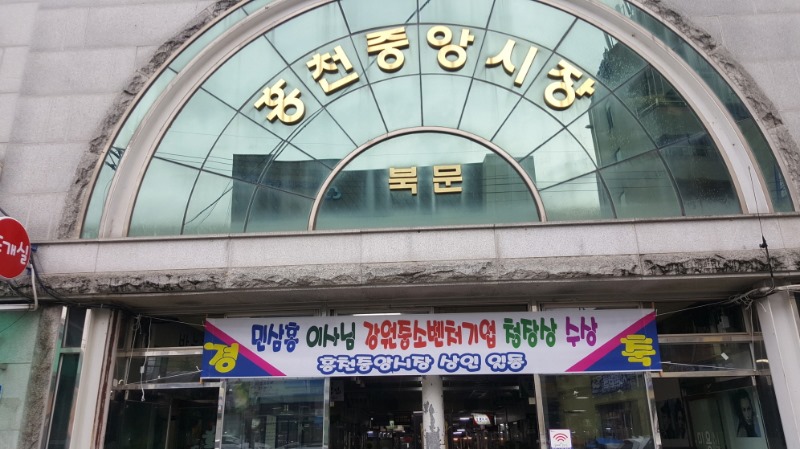 홍천중앙시장
북문
개실
경 민삼홍 이사님 강원중소벤처기업 청장상 수상 축
홍천중앙시장 상인 일동